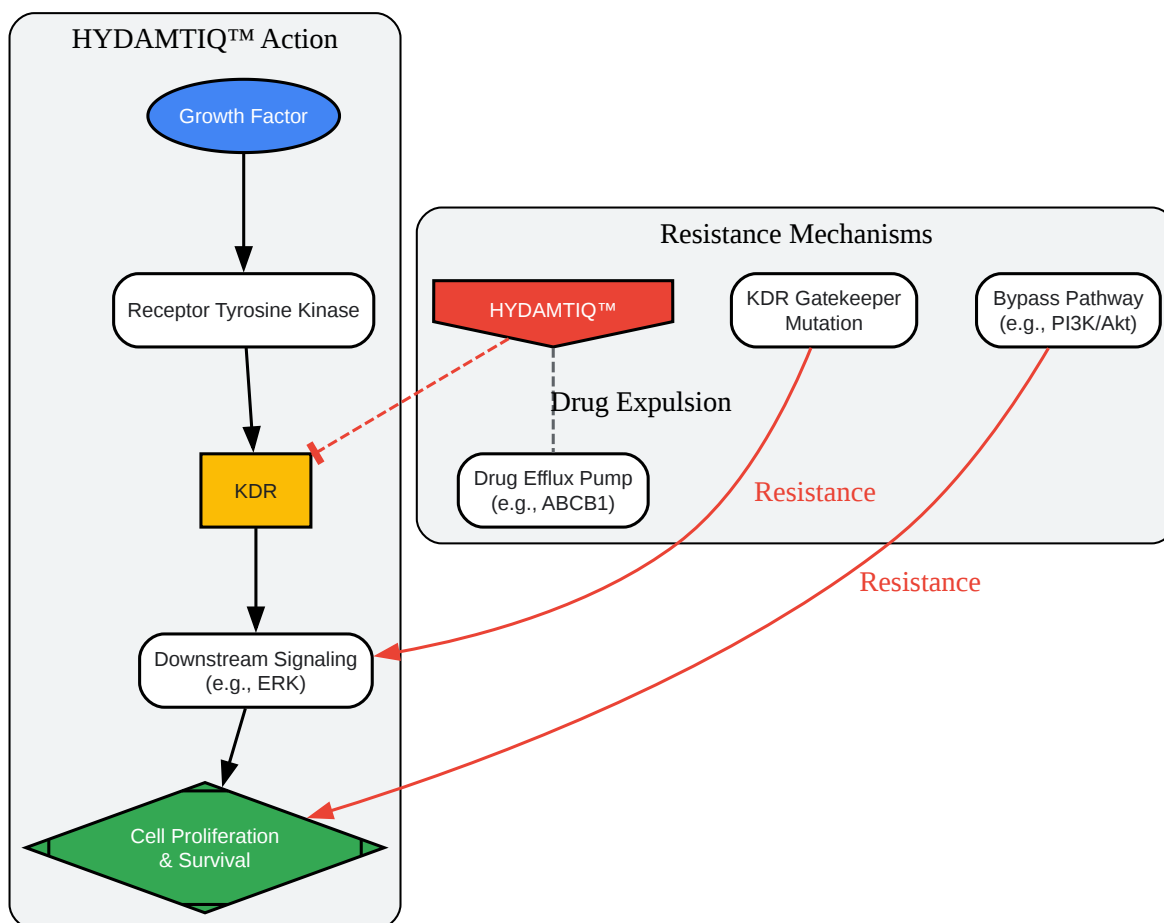 HYDAMTIQ™ Action
Growth Factor
Receptor Tyrosine Kinase
KDR
Downstream Signaling
(e.g., ERK)
Cell Proliferation
& Survival
Resistance Mechanisms
HYDAMTIQ™
KDR Gatekeeper
Mutation
Bypass Pathway
(e.g., PI3K/Akt)
Drug Expulsion
Drug Efflux Pump
(e.g., ABCB1)
Resistance
Resistance